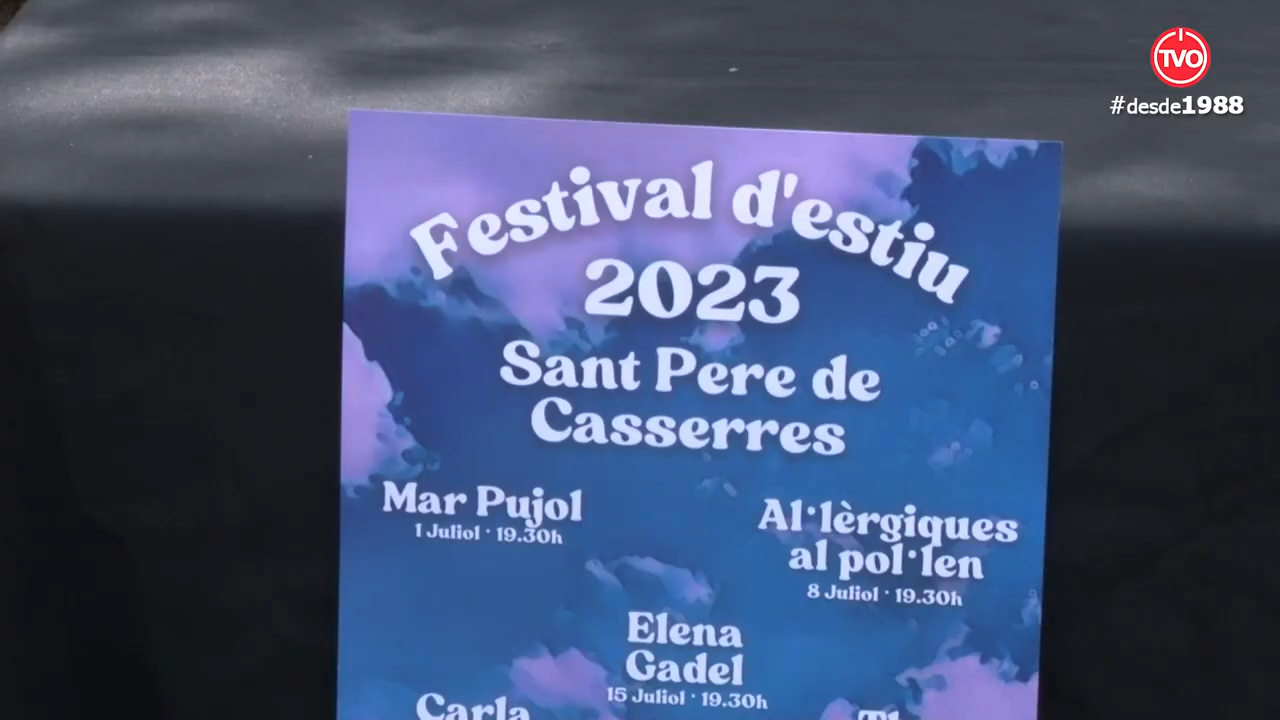 TVO
#desde1988
Festival d'estiu
2023
Sant Pere de
Casserres
Mar Pujol
1 Juliol · 19.30h
Al·lèrgiques
al pol·len
8 Juliol · 19.30h
Elena
Gadel
15 Juliol · 19.30h
Carla